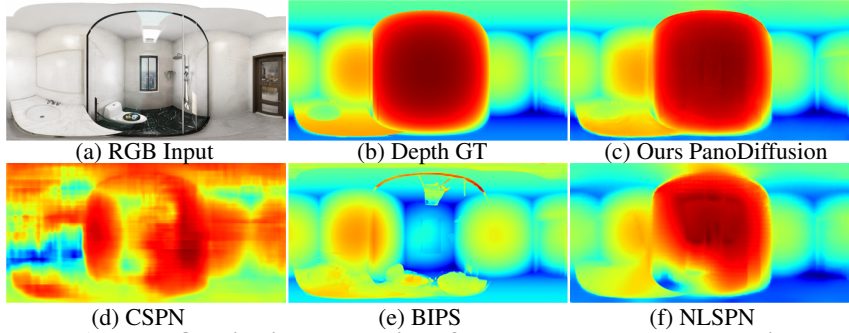 (a) RGB Input
(b) Depth GT
(c) Ours PanoDiffusion
(d) CSPN
(e) BIPS
(f) NLSPN